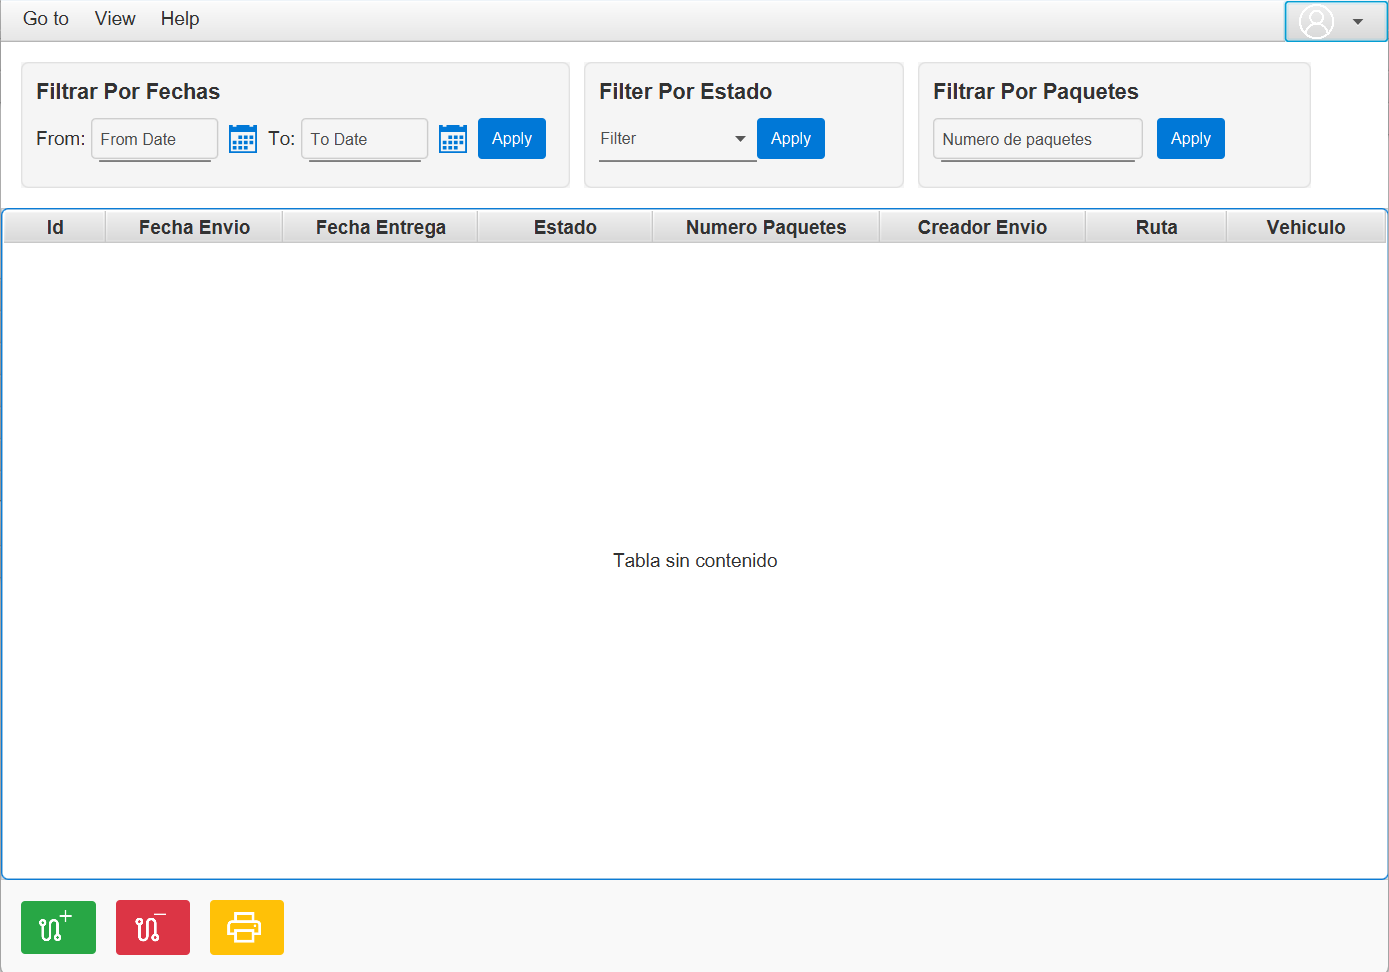 Go to View Help
Filtrar Por Fechas
From: From Date To: To Date Apply
Filter Por Estado
Filter Apply
Filtrar Por Paquetes
Numero de paquetes Apply
Id Fecha Envio Fecha Entrega Estado Numero Paquetes Creador Envio Ruta Vehiculo
Tabla sin contenido